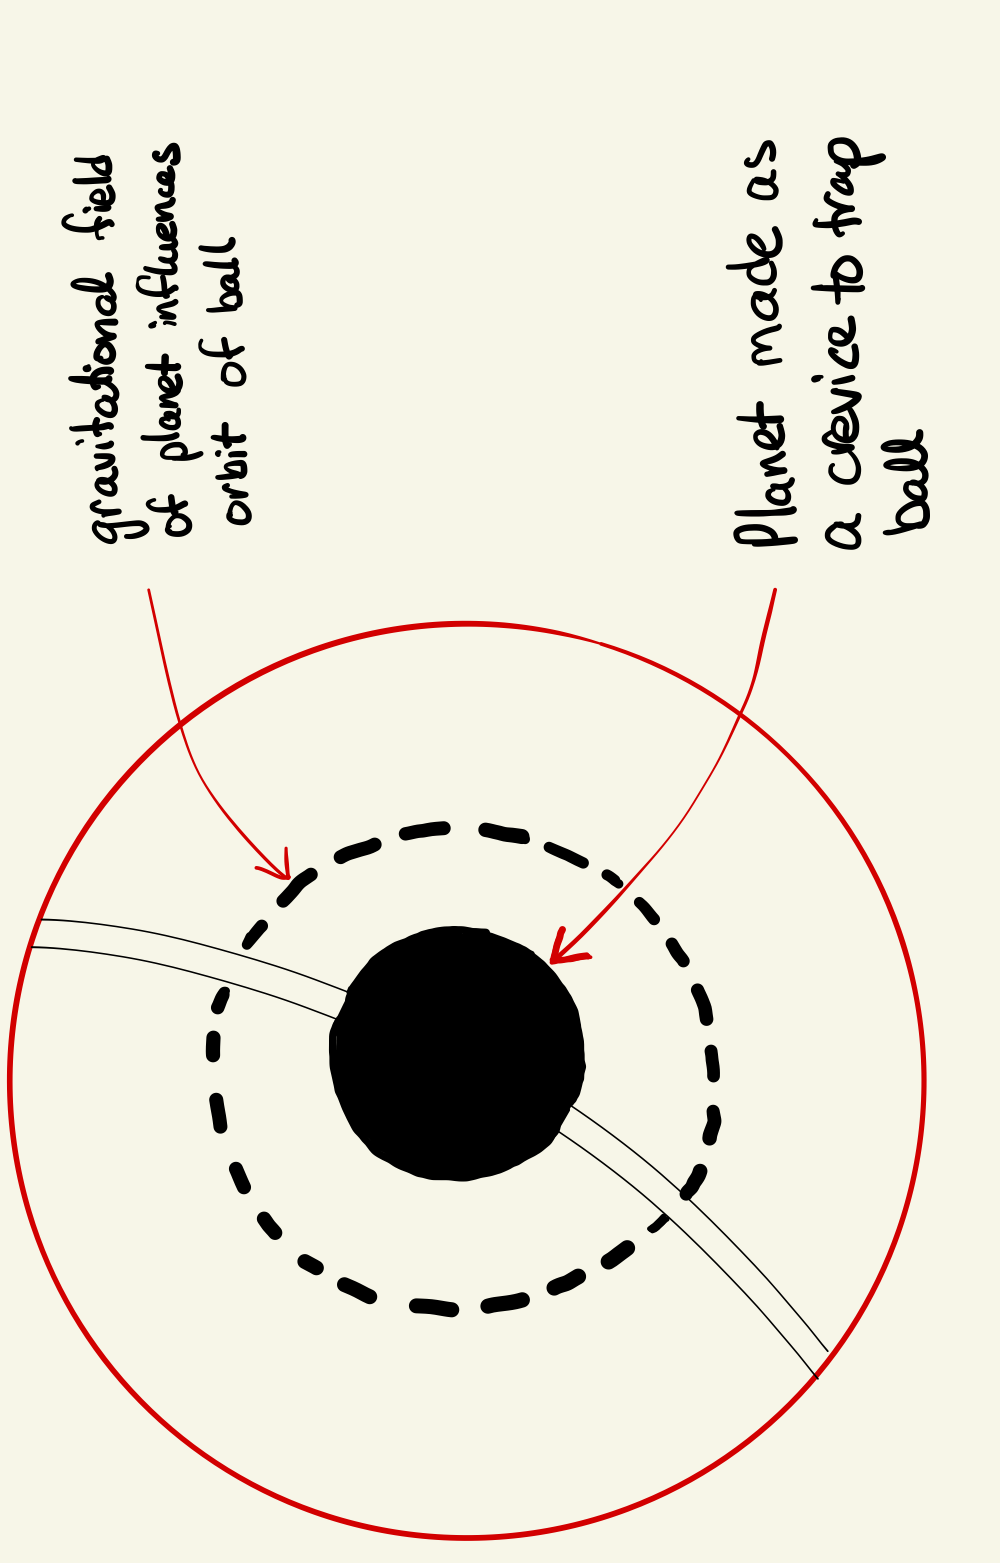 gravitational field
of planet influences
orbit of ball
Planet made as
a crevice to trap
ball